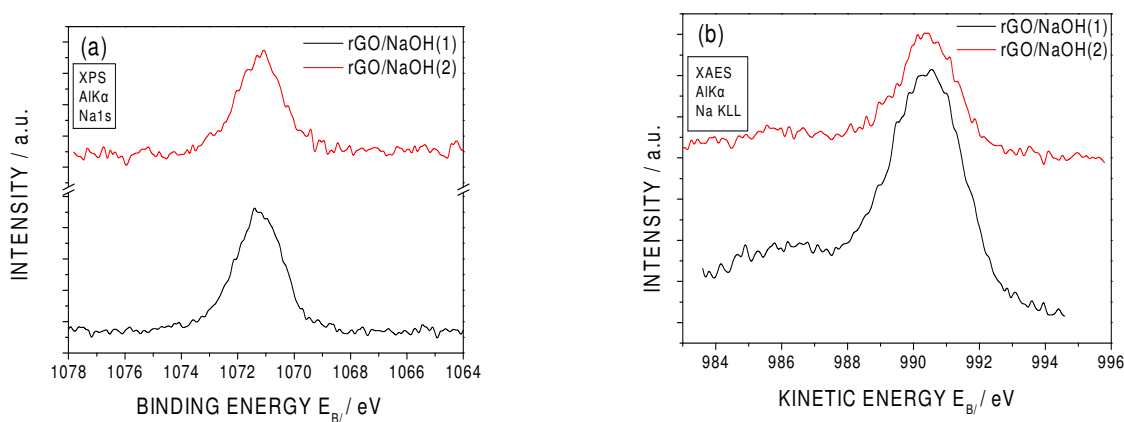 (a)
rGO/NaOH(1)
rGO/NaOH(2)
XPS
AlKα
Na1s
INTENSITY / a.u.
1078 1076 1074 1072 1070 1068 1066 1064
BINDING ENERGY E_B/ / eV
(b)
rGO/NaOH(1)
rGO/NaOH(2)
XAES
AlKα
Na KLL
INTENSITY / a.u.
984 986 988 990 992 994 996
KINETIC ENERGY E_B/ / eV